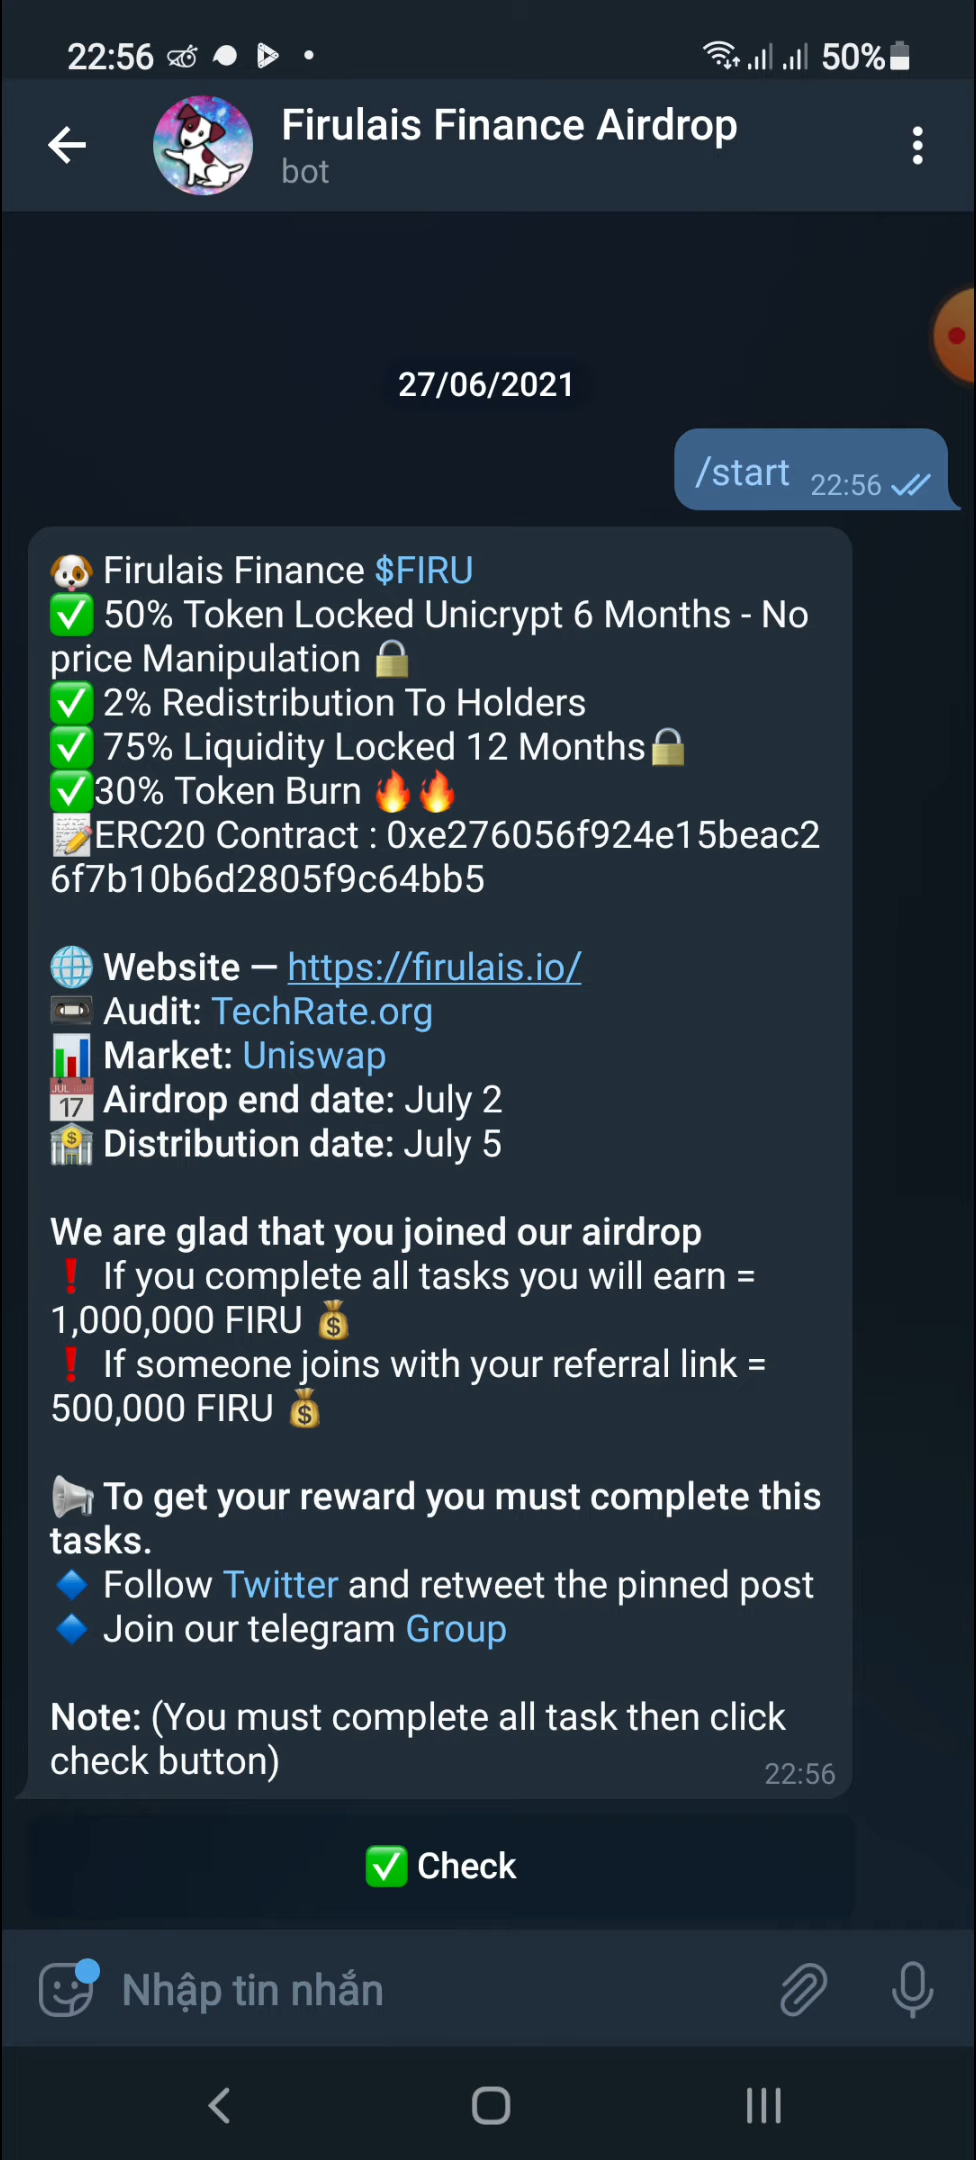 22:56
50%
Firulais Finance Airdrop
bot
27/06/2021
/start 22:56
Firulais Finance $FIRU
50% Token Locked Unicrypt 6 Months - No
price Manipulation
2% Redistribution To Holders
75% Liquidity Locked 12 Months
30% Token Burn
ERC20 Contract : 0xe276056f924e15beac2
6f7b10b6d2805f9c64bb5
Website — https://firulais.io/
Audit: TechRate.org
Market: Uniswap
Airdrop end date: July 2
Distribution date: July 5
We are glad that you joined our airdrop
If you complete all tasks you will earn =
1,000,000 FIRU
If someone joins with your referral link =
500,000 FIRU
To get your reward you must complete this
tasks.
Follow Twitter and retweet the pinned post
Join our telegram Group
Note: (You must complete all task then click
check button)
22:56
Check
Nhập tin nhắn